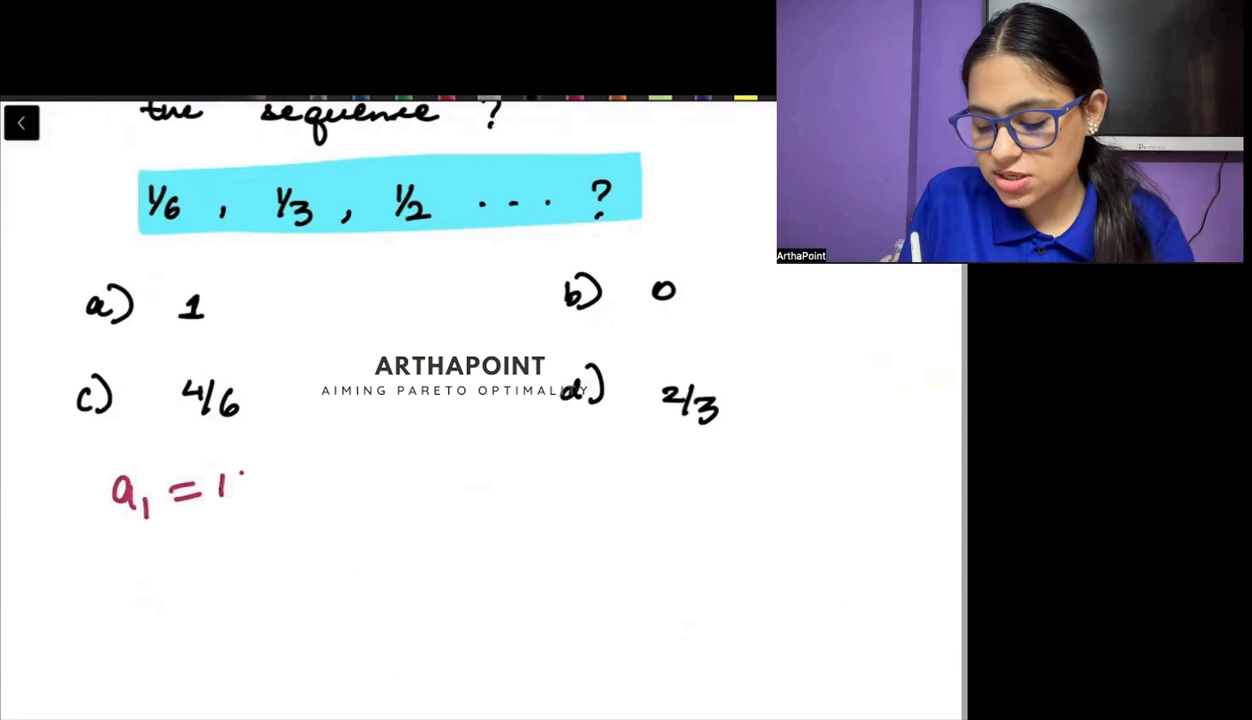 the sequence ?
1/6 , 1/3 , 1/2 ... ?
a) 1 b) 0
ARTHAPOINT
AIMING PARETO OPTIMALITY
c) 4/6 d) 2/3
a₁ = 1
ArthaPoint